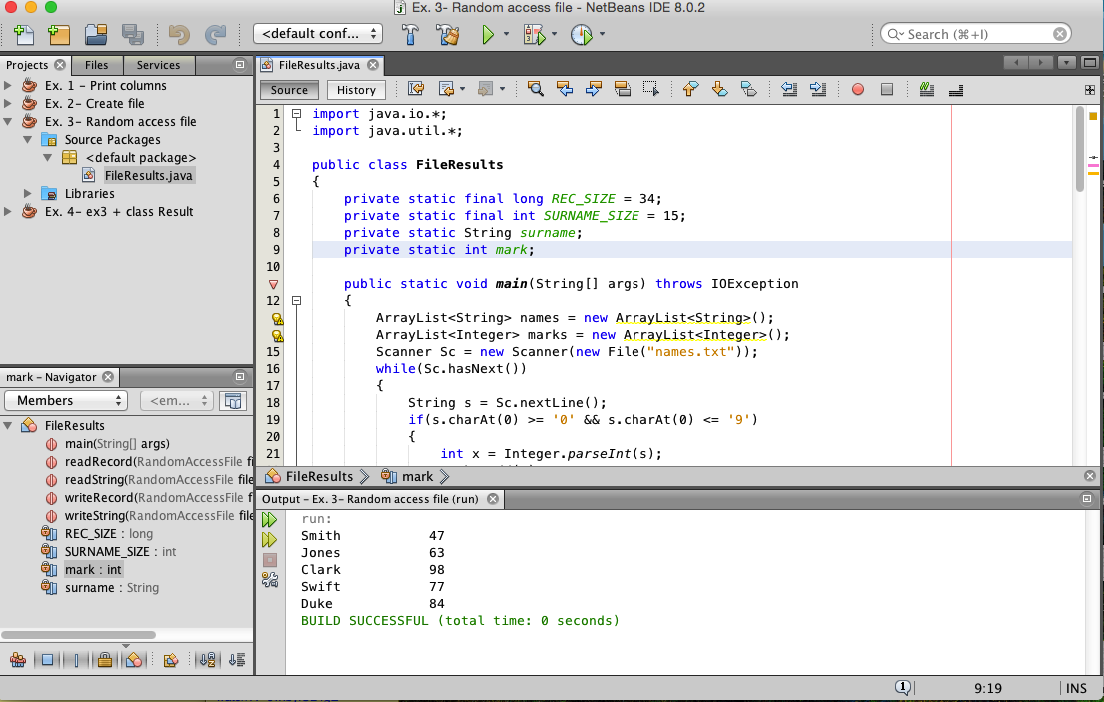 Ex. 3- Random access file - NetBeans IDE 8.0.2
<default conf...
Search (⌘+I)
Projects
Files
Services
Ex. 1 - Print columns
Ex. 2- Create file
Ex. 3- Random access file
Source Packages
<default package>
FileResults.java
Libraries
Ex. 4- ex3 + class Result
FileResults.java
Source
History
1 import java.io.*;
2 import java.util.*;
3
4 public class FileResults
5 {
6 private static final long REC_SIZE = 34;
7 private static final int SURNAME_SIZE = 15;
8 private static String surname;
9 private static int mark;
10
public static void main(String[] args) throws IOException
12 {
ArrayList<String> names = new ArrayList<String>();
ArrayList<Integer> marks = new ArrayList<Integer>();
15 Scanner Sc = new Scanner(new File("names.txt"));
16 while(Sc.hasNext())
17 {
18 String s = Sc.nextLine();
19 if(s.charAt(0) >= '0' && s.charAt(0) <= '9')
20 {
21 int x = Integer.parseInt(s);
FileResults
mark
mark - Navigator
Members
<em...
FileResults
main(String[] args)
readRecord(RandomAccessFile fi
readString(RandomAccessFile file
writeRecord(RandomAccessFile f
writeString(RandomAccessFile file
REC_SIZE : long
SURNAME_SIZE : int
mark : int
surname : String
Output - Ex. 3- Random access file (run)
run:
Smith 47
Jones 63
Clark 98
Swift 77
Duke 84
BUILD SUCCESSFUL (total time: 0 seconds)
1
9:19
INS